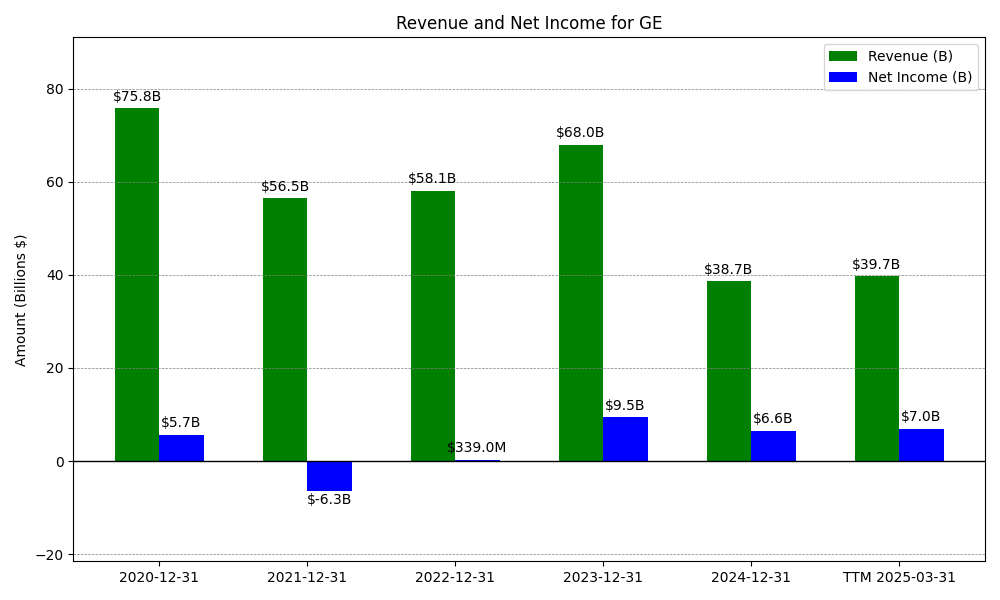 Revenue and Net Income for GE
Revenue (B)
Net Income (B)
Amount (Billions $)
80
60
40
20
0
−20
$75.8B
$5.7B
$56.5B
$-6.3B
$58.1B
$339.0M
$68.0B
$9.5B
$38.7B
$6.6B
$39.7B
$7.0B
2020-12-31
2021-12-31
2022-12-31
2023-12-31
2024-12-31
TTM 2025-03-31